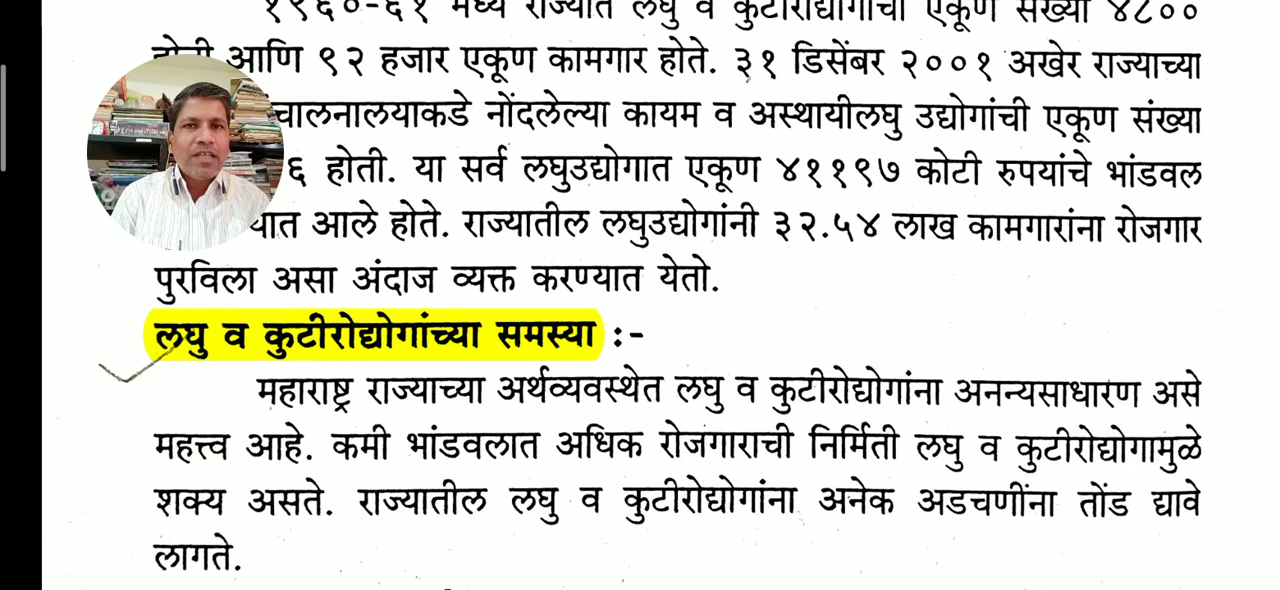 १९६०-६१ मध्ये राज्यात लघु व कुटीरोद्योगांची एकूण संख्या ४८००
होती आणि ९२ हजार एकूण कामगार होते. ३१ डिसेंबर २००१ अखेर राज्याच्या
चालनालयाकडे नोंदलेल्या कायम व अस्थायीलघु उद्योगांची एकूण संख्या
६ होती. या सर्व लघुउद्योगात एकूण ४११९७ कोटी रुपयांचे भांडवल
यात आले होते. राज्यातील लघुउद्योगांनी ३२.५४ लाख कामगारांना रोजगार
पुरविला असा अंदाज व्यक्त करण्यात येतो.
लघु व कुटीरोद्योगांच्या समस्या :-
महाराष्ट्र राज्याच्या अर्थव्यवस्थेत लघु व कुटीरोद्योगांना अनन्यसाधारण असे
महत्त्व आहे. कमी भांडवलात अधिक रोजगाराची निर्मिती लघु व कुटीरोद्योगामुळे
शक्य असते. राज्यातील लघु व कुटीरोद्योगांना अनेक अडचणींना तोंड द्यावे
लागते.